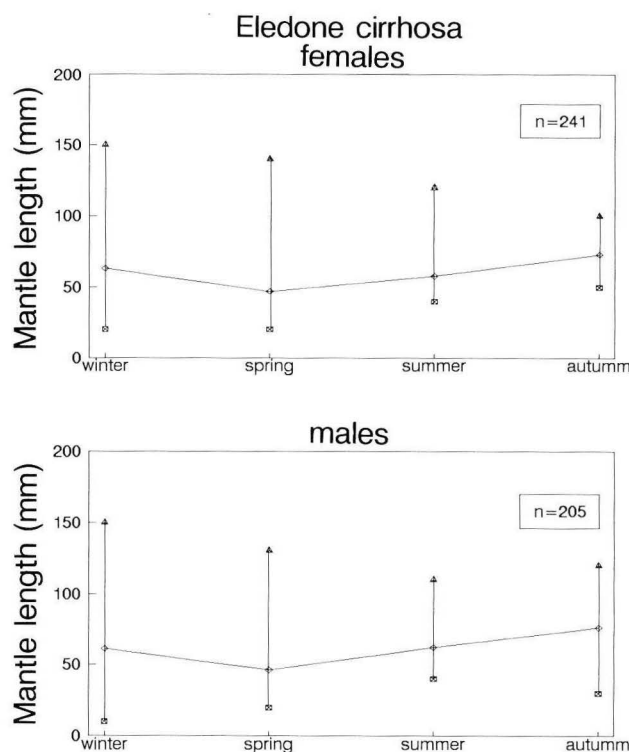 Eledone cirrhosa
females
200
150
100
50
0
Mantle length (mm)
n=241
winter spring summer autumm
males
200
150
100
50
0
Mantle length (mm)
n=205
winter spring summer autumm